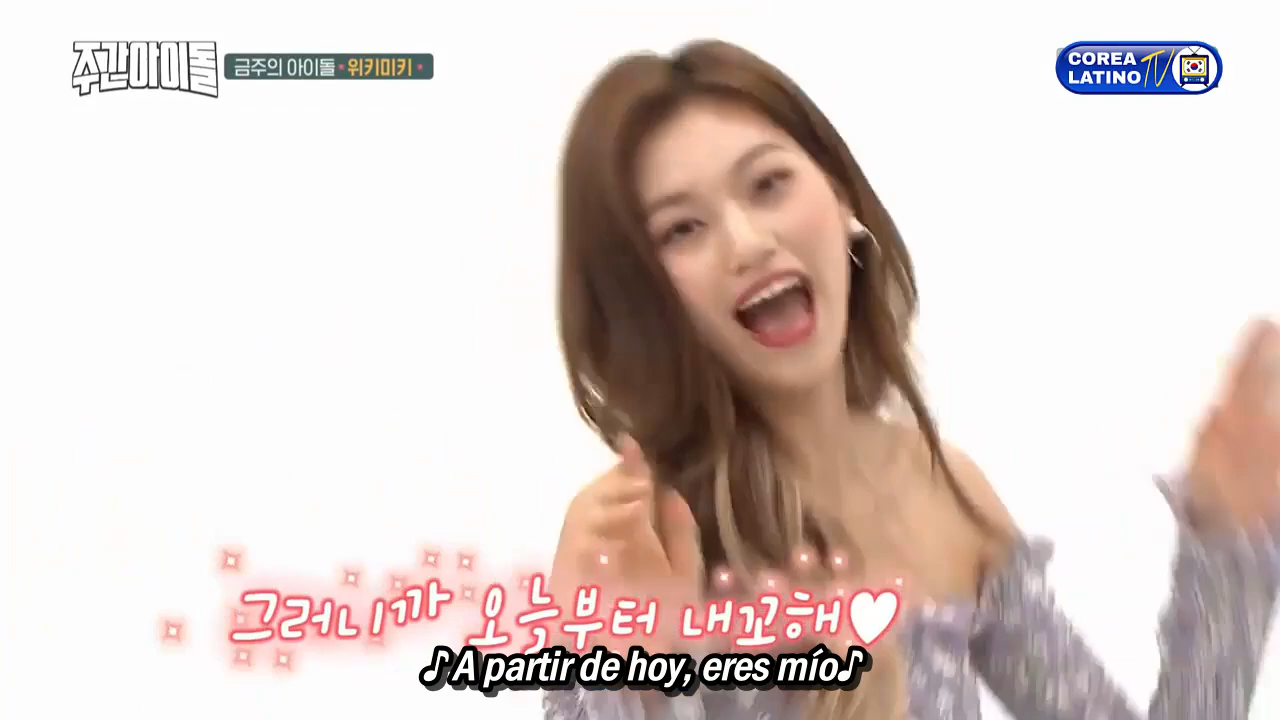 주간아이돌
금주의 아이돌 • 위키미키 •
COREA
LATINO TV
그러니까 오늘부터 내꼬해♥
♪A partir de hoy, eres mío♪